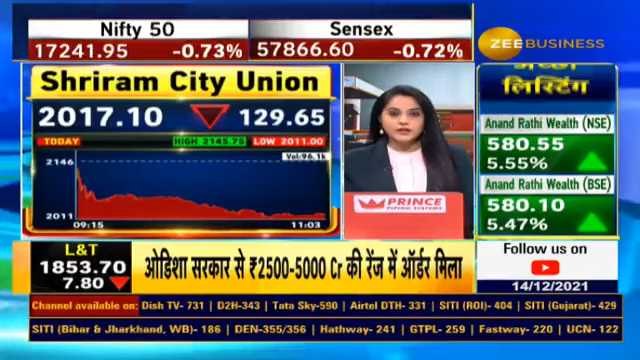 Nifty 50
17241.95 -0.73%
Sensex
57866.60 -0.72%
ZEE BUSINESS
Shriram City Union
2017.10 129.65
TODAY HIGH 2145.75 LOW 2011.00
2146
Vol:96.1k
2011
09:15 11:03
PRINCE
PIPING SYSTEMS
लिस्टिंग
Anand Rathi Wealth (NSE)
580.55
5.55%
Anand Rathi Wealth (BSE)
580.10
5.47%
L&T
1853.70
7.80
ओडिशा सरकार से ₹2500-5000 Cr की रेंज में ऑर्डर मिला
Follow us on
14/12/2021
Channel available on: Dish TV- 731 | D2H-343 | Tata Sky-590 | Airtel DTH- 331 | SITI (ROI)- 404 | SITI (Gujarat)- 429
SITI (Bihar & Jharkhand, WB)- 186 | DEN-355/356 | Hathway- 241 | GTPL- 259 | Fastway- 220 | UCN- 122